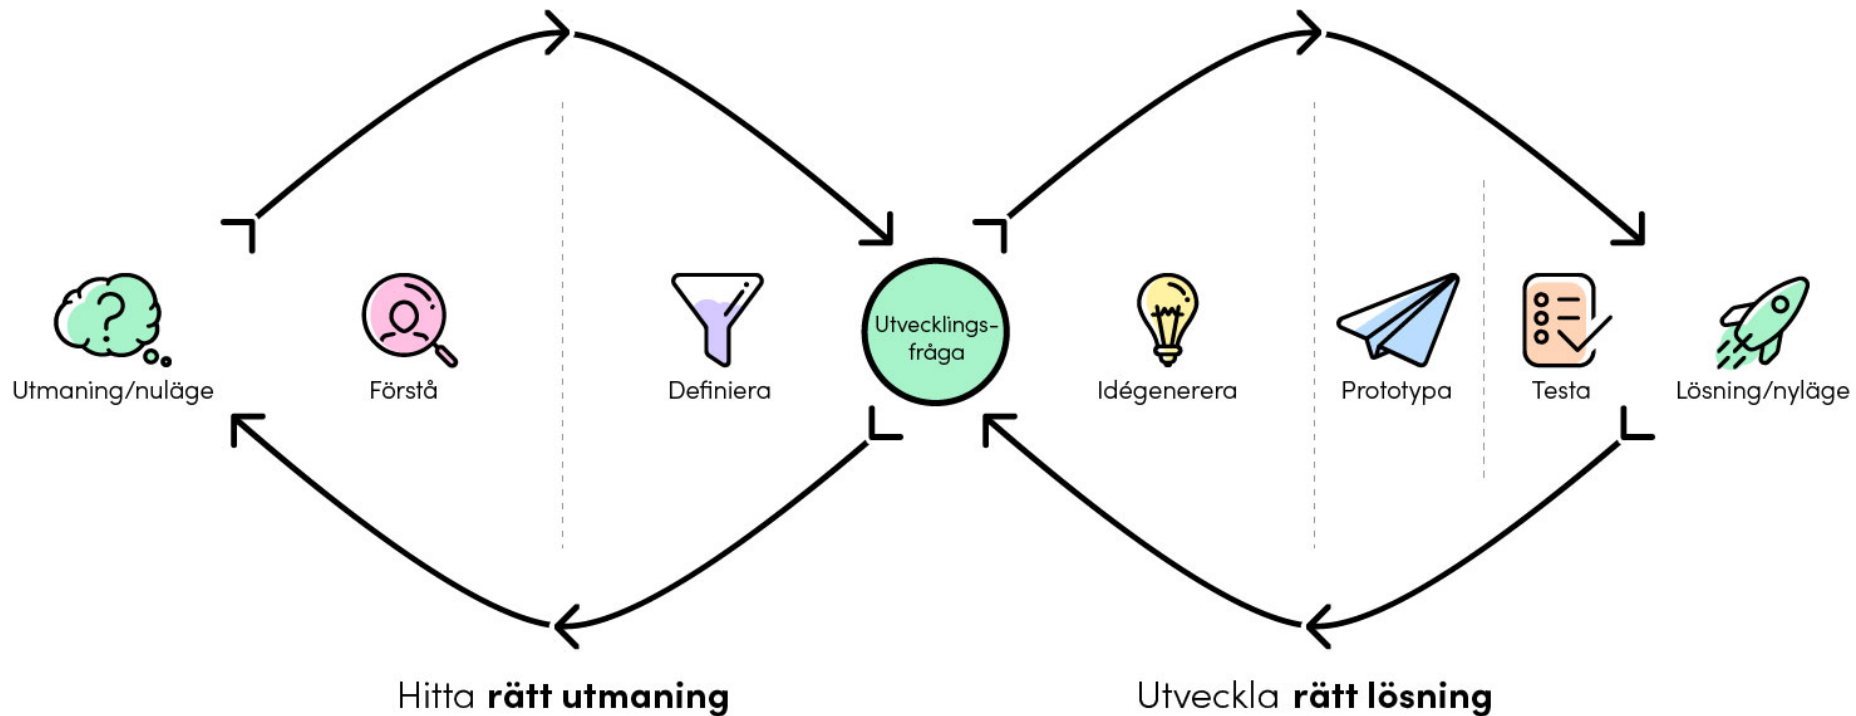 Utvecklings-
fråga
Utmaning/nuläge
Förstå
Definiera
Idégenerera
Prototypa
Testa
Lösning/nyläge
Hitta rätt utmaning
Utveckla rätt lösning